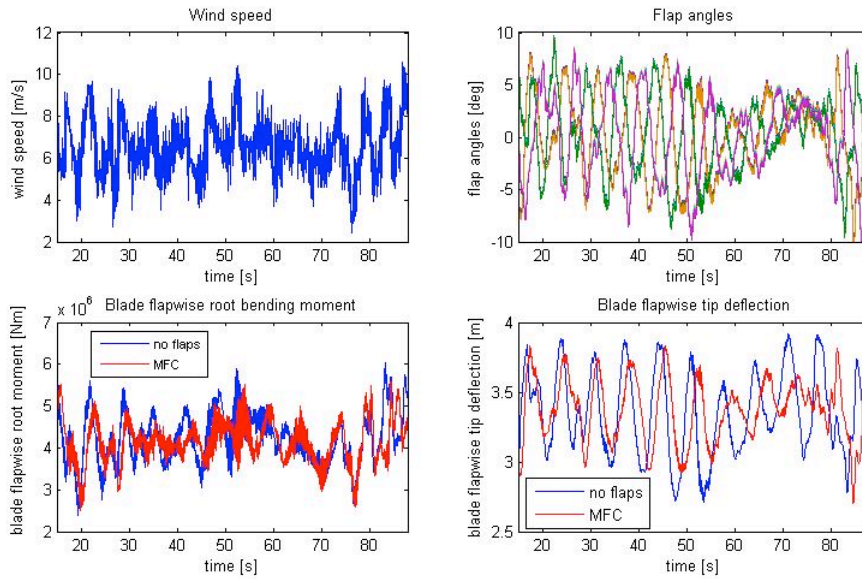 Wind speed
12
10
8
6
4
2
wind speed [m/s]
20 30 40 50 60 70 80
time [s]
Flap angles
10
5
0
-5
-10
flap angles [deg]
20 30 40 50 60 70 80
time [s]
x 10^6
Blade flapwise root bending moment
7
6
5
4
3
2
blade flapwise root moment [Nm]
no flaps
MFC
20 30 40 50 60 70 80
time [s]
Blade flapwise tip deflection
4
3.5
3
2.5
blade flapwise tip deflection [m]
no flaps
MFC
20 30 40 50 60 70 80
time [s]